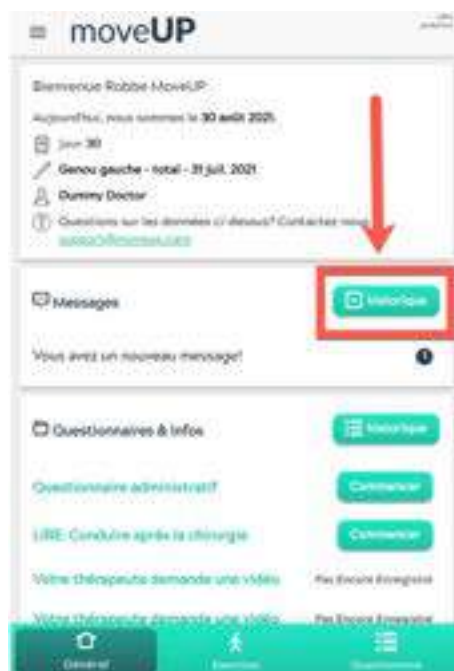 moveUP
Bienvenue Robbe MoveUP
Aujourd'hui, nous sommes le 30 août 2021.
Jour 30
Genou gauche - total - 31 juil. 2021
Dummy Doctor
Questions sur les données ci-dessus? Contactez-nous
Messages
Historique
Vous avez un nouveau message!
Questionnaires & Infos
Historique
Questionnaire administratif
Commencer
LIRE: Conduire après la chirurgie
Commencer
Votre thérapeute demande une vidéo
Pas Encore Enregistré
Votre thérapeute demande une vidéo
Pas Encore Enregistré
Général
Exercices